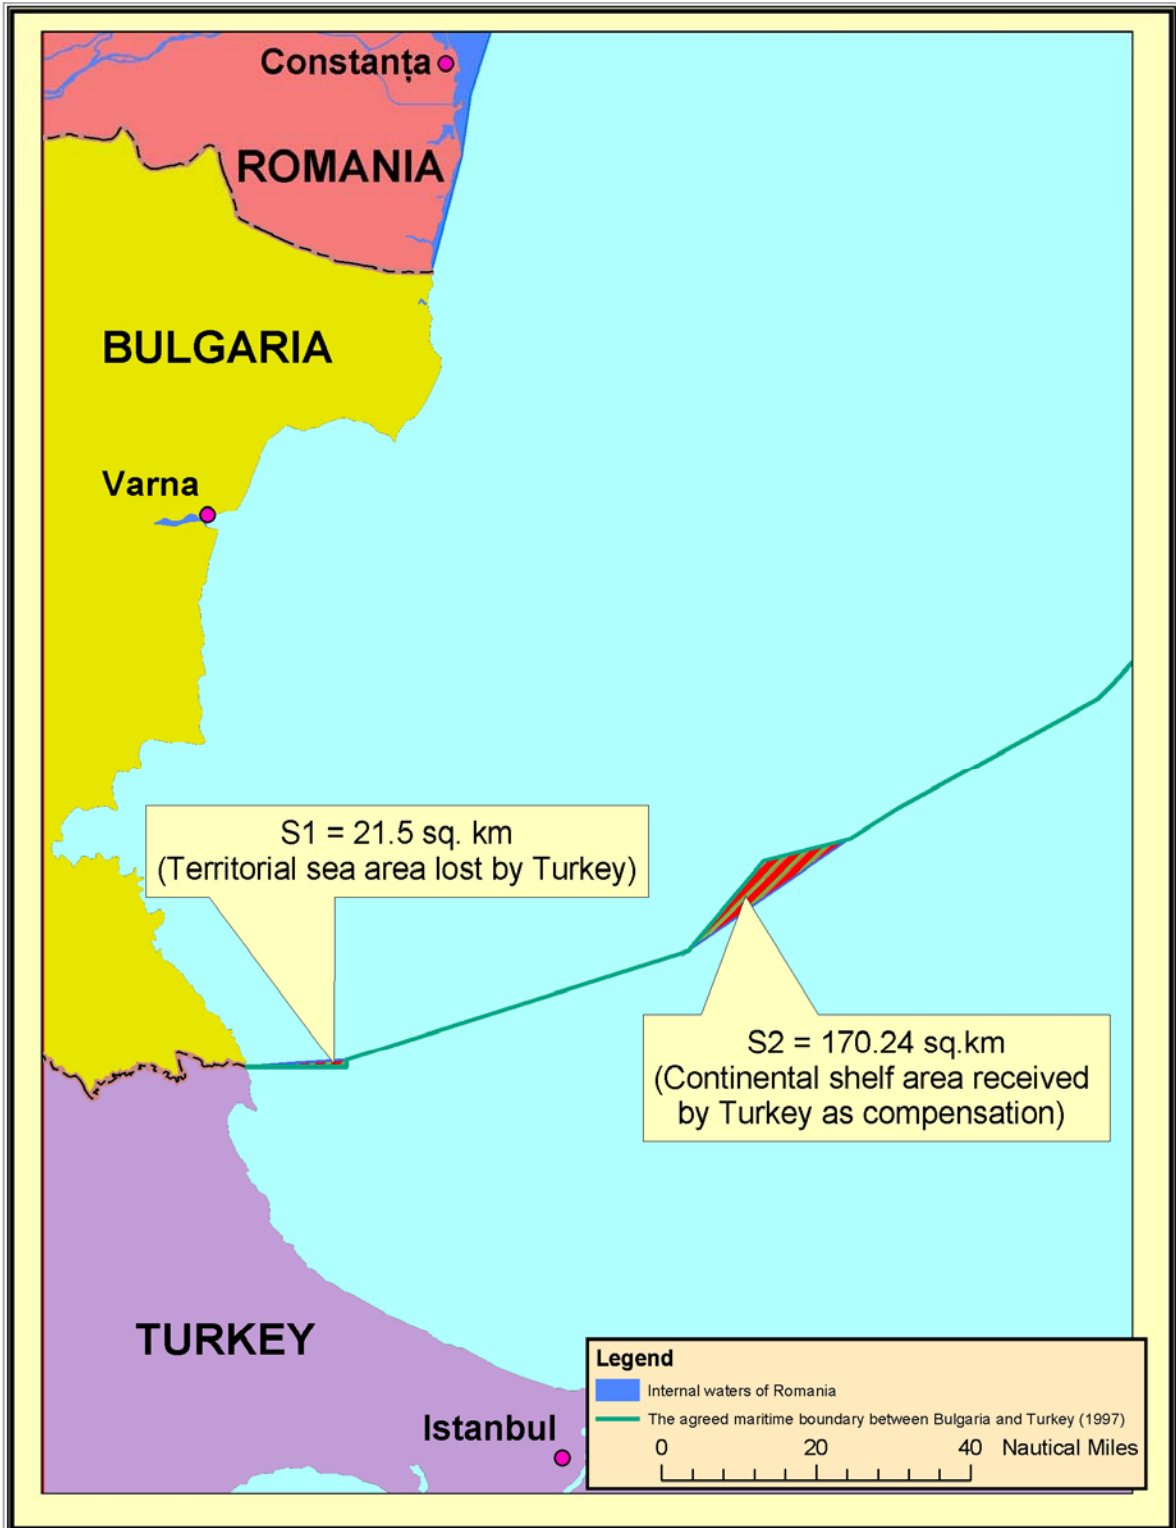 Constanța
ROMANIA
BULGARIA
Varna
S1 = 21.5 sq. km
(Territorial sea area lost by Turkey)
S2 = 170.24 sq.km
(Continental shelf area received
by Turkey as compensation)
TURKEY
Istanbul
Legend
Internal waters of Romania
The agreed maritime boundary between Bulgaria and Turkey (1997)
0 20 40 Nautical Miles